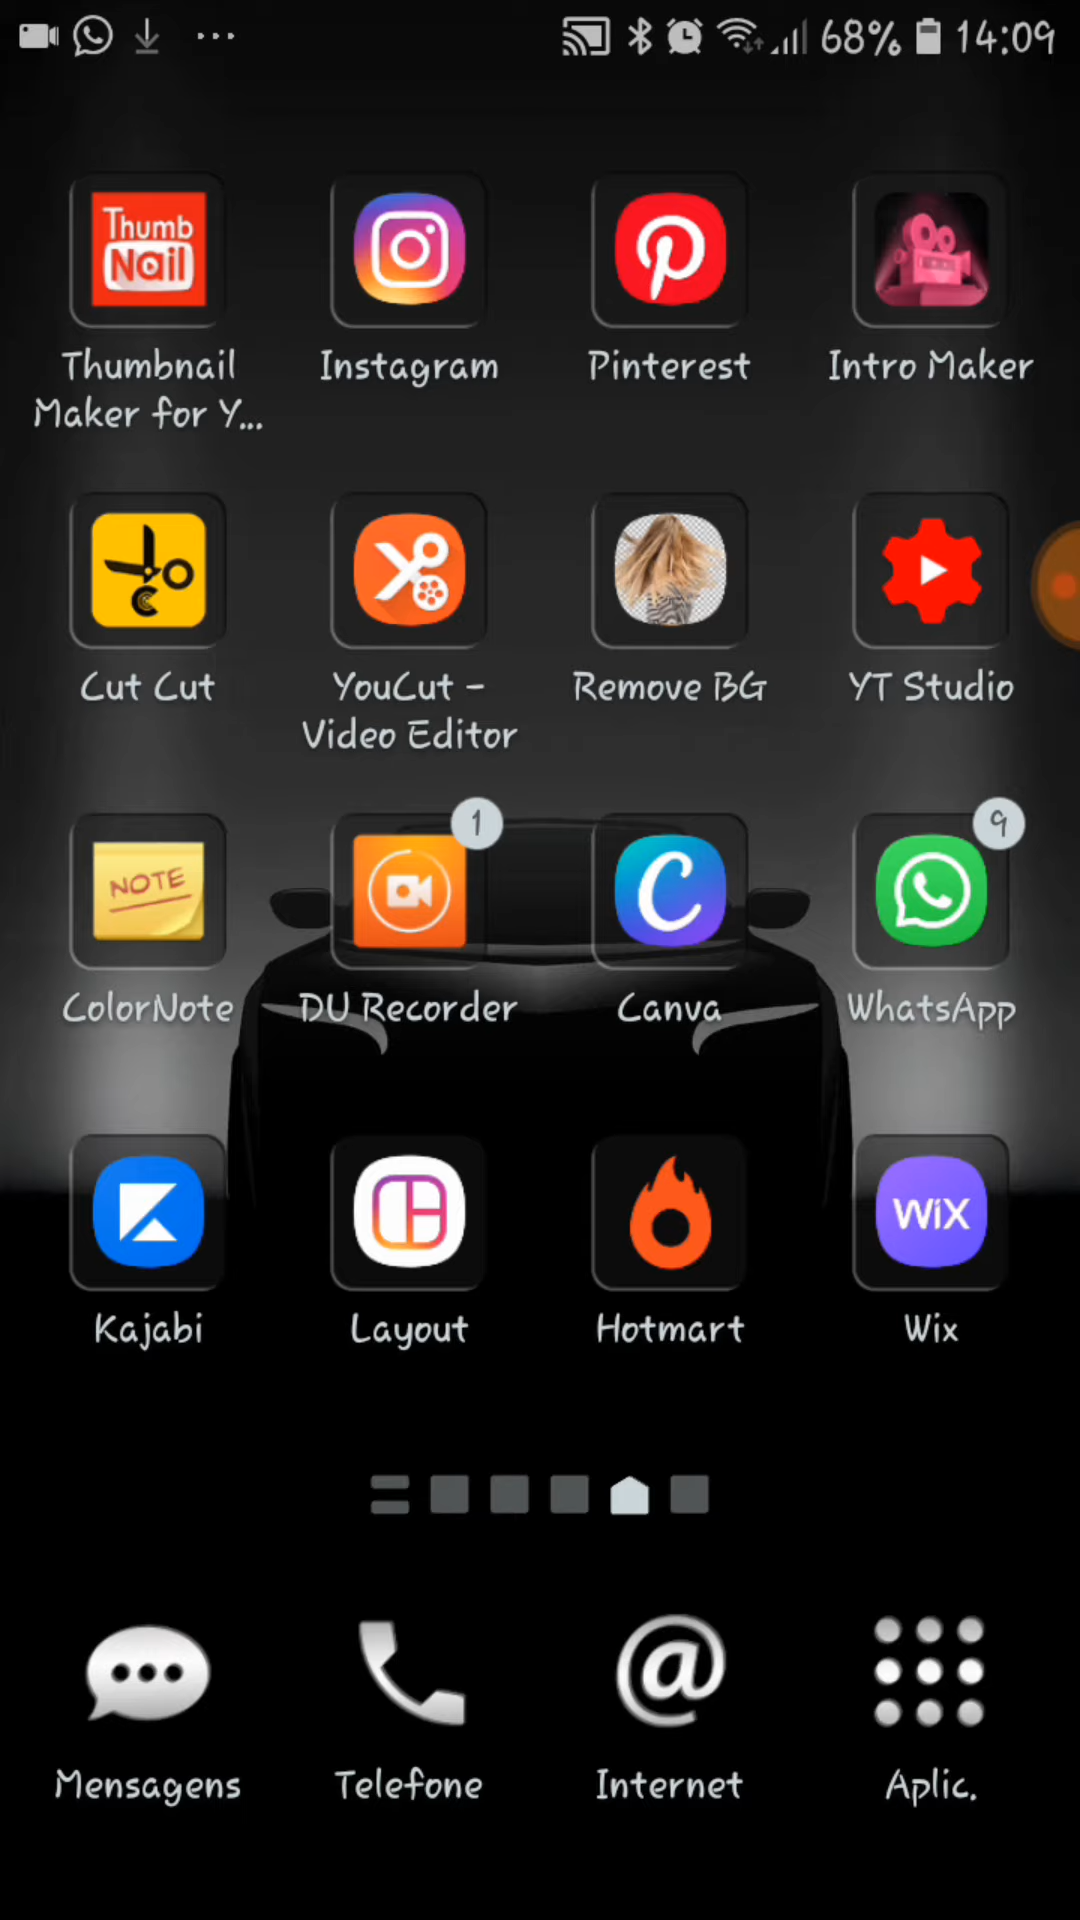 68% 14:09
Thumb
Nail
Thumbnail
Maker for Y...
Instagram
Pinterest
Intro Maker
Cut Cut
YouCut -
Video Editor
Remove BG
YT Studio
NOTE
1
9
ColorNote
DU Recorder
Canva
WhatsApp
WiX
Kajabi
Layout
Hotmart
Wix
Mensagens
Telefone
Internet
Aplic.